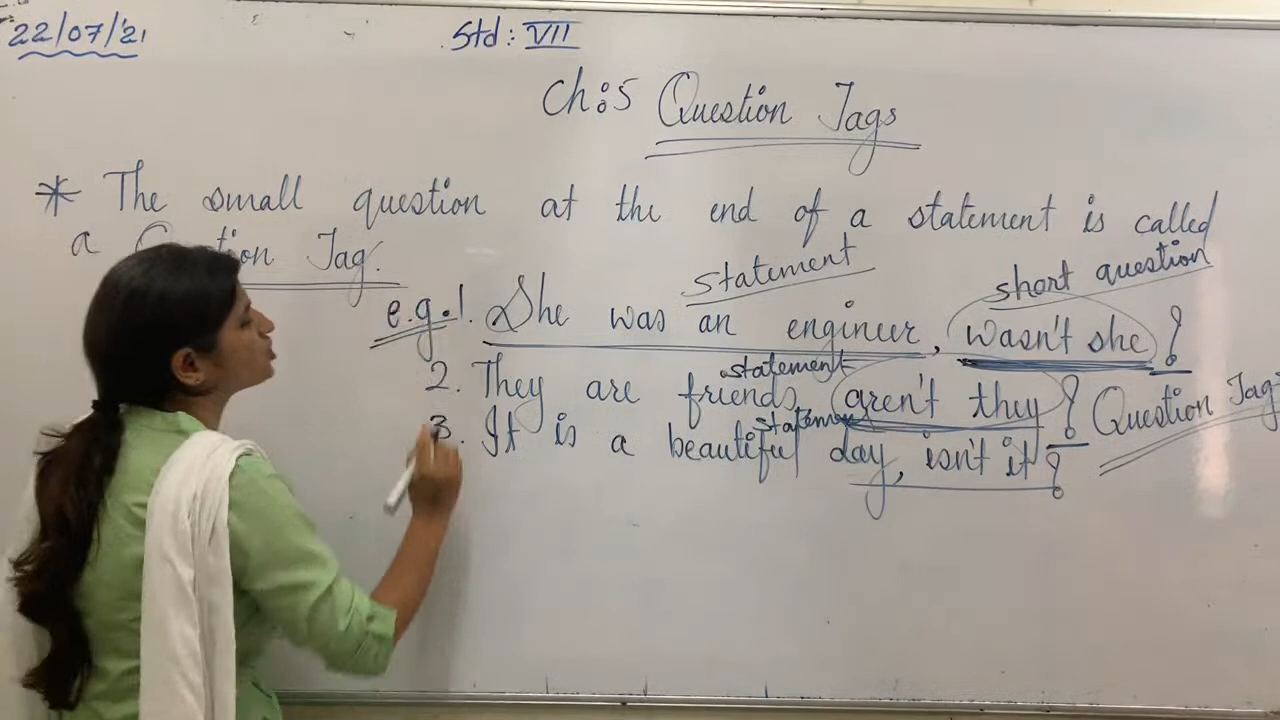 22/07/21
Std: VII
Ch:5 Question Tags
* The small question at the end of a statement is called
a Question Tag.
statement
short question
e.g. 1. She was an engineer, wasn't she?
statement
2. They are friends, aren't they?
Question Tag
statement
3. It is a beautiful day, isn't it?